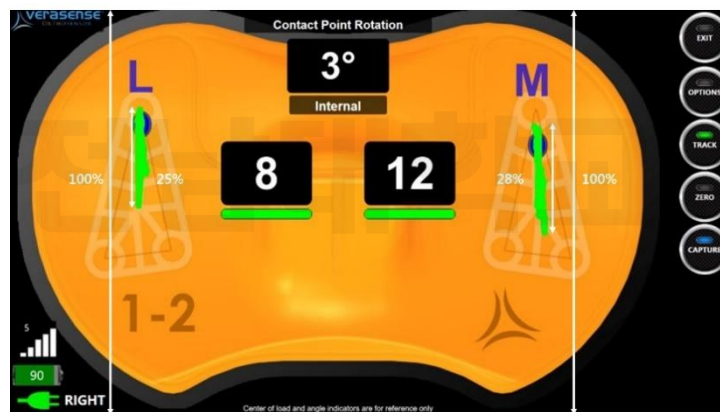 VERASENSE
Contact Point Rotation
3°
Internal
L
M
8
12
100%
25%
28%
100%
1-2
EXIT
OPTIONS
TRACK
ZERO
CAPTURE
5
90
RIGHT
Center of load and angle indicators are for reference only